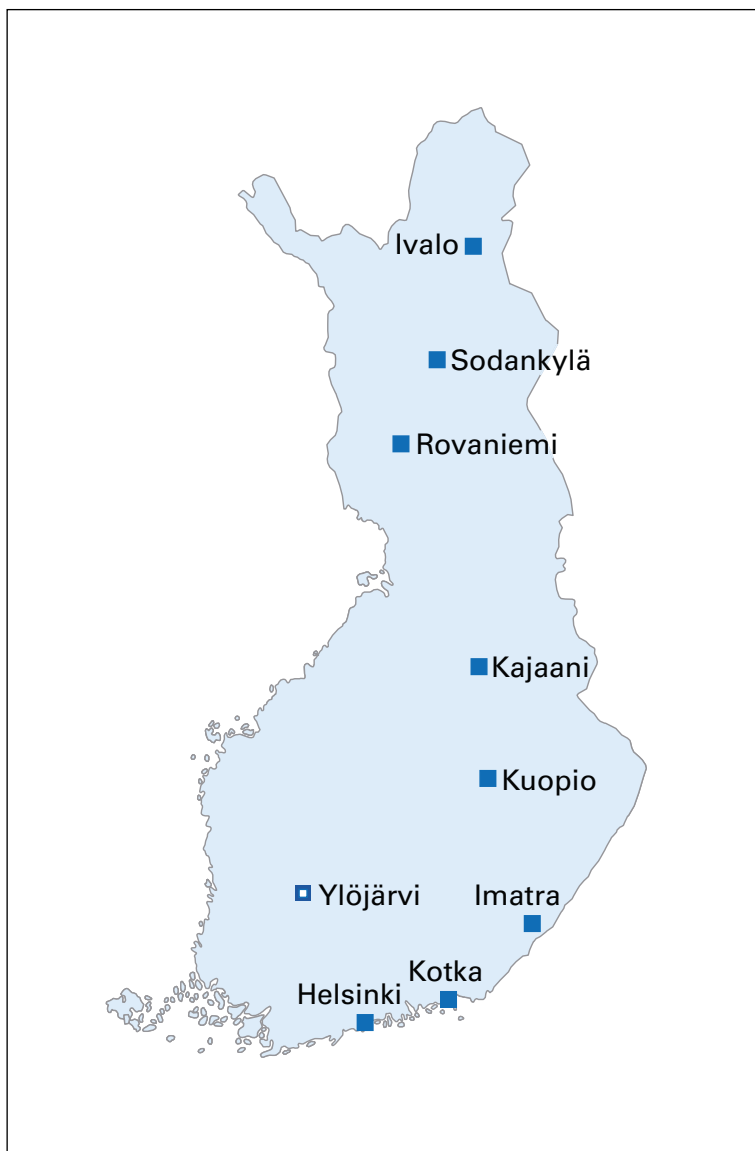 Ivalo
Sodankylä
Rovaniemi
Kajaani
Kuopio
Ylöjärvi
Imatra
Kotka
Helsinki